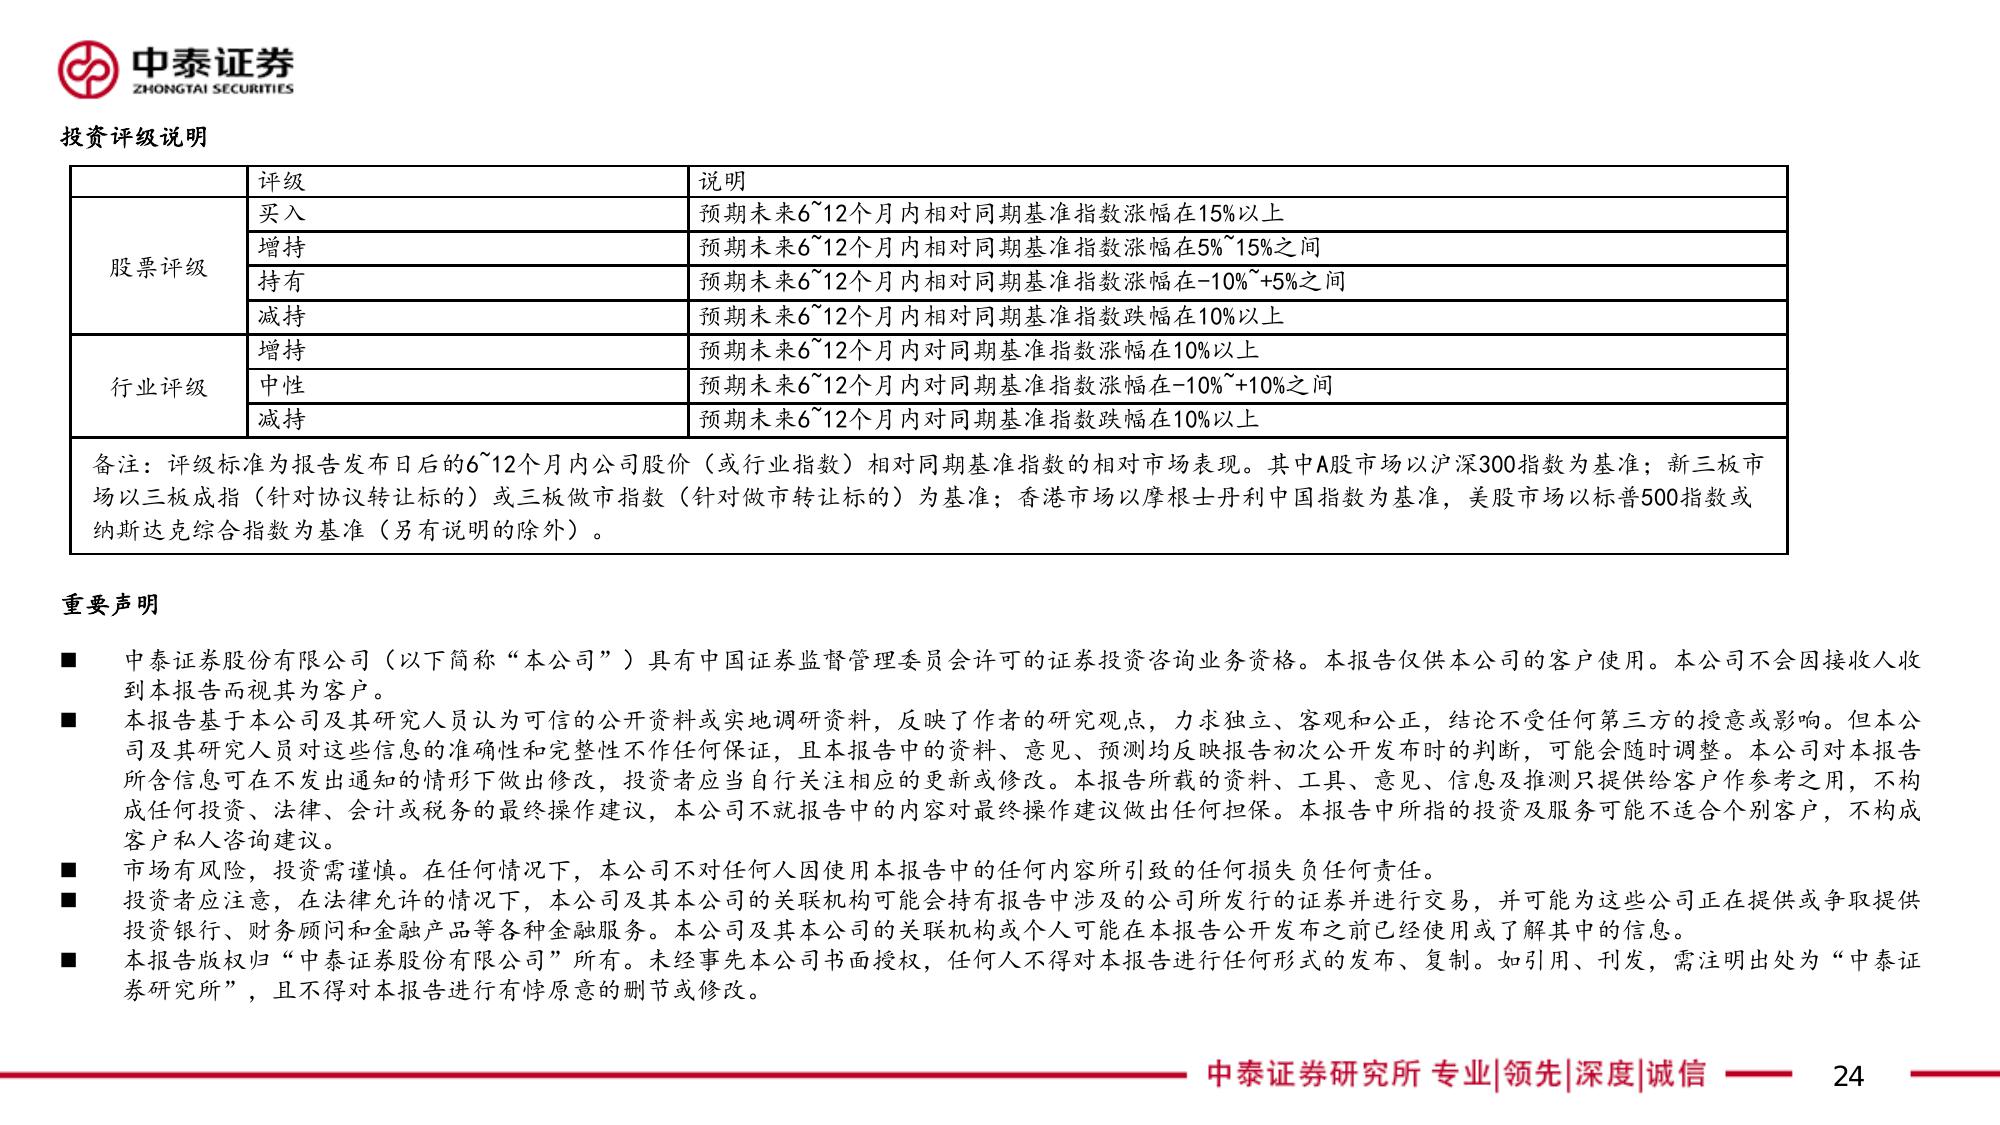 中泰证券
ZHONGTAI SECURITIES
投资评级说明
评级 说明
股票评级
买入 预期未来6~12个月内相对同期基准指数涨幅在15%以上
增持 预期未来6~12个月内相对同期基准指数涨幅在5%~15%之间
持有 预期未来6~12个月内相对同期基准指数涨幅在-10%~+5%之间
减持 预期未来6~12个月内相对同期基准指数跌幅在10%以上
行业评级
增持 预期未来6~12个月内对同期基准指数涨幅在10%以上
中性 预期未来6~12个月内对同期基准指数涨幅在-10%~+10%之间
减持 预期未来6~12个月内对同期基准指数跌幅在10%以上
备注：评级标准为报告发布日后的6~12个月内公司股价（或行业指数）相对同期基准指数的相对市场表现。其中A股市场以沪深300指数为基准；新三板市
场以三板成指（针对协议转让标的）或三板做市指数（针对做市转让标的）为基准；香港市场以摩根士丹利中国指数为基准，美股市场以标普500指数或
纳斯达克综合指数为基准（另有说明的除外）。
重要声明
■ 中泰证券股份有限公司（以下简称“本公司”）具有中国证券监督管理委员会许可的证券投资咨询业务资格。本报告仅供本公司的客户使用。本公司不会因接收人收
到本报告而视其为客户。
■ 本报告基于本公司及其研究人员认为可信的公开资料或实地调研资料，反映了作者的研究观点，力求独立、客观和公正，结论不受任何第三方的授意或影响。但本公
司及其研究人员对这些信息的准确性和完整性不作任何保证，且本报告中的资料、意见、预测均反映报告初次公开发布时的判断，可能会随时调整。本公司对本报告
所含信息可在不发出通知的情形下做出修改，投资者应当自行关注相应的更新或修改。本报告所载的资料、工具、意见、信息及推测只提供给客户作参考之用，不构
成任何投资、法律、会计或税务的最终操作建议，本公司不就报告中的内容对最终操作建议做出任何担保。本报告中所指的投资及服务可能不适合个别客户，不构成
客户私人咨询建议。
■ 市场有风险，投资需谨慎。在任何情况下，本公司不对任何人因使用本报告中的任何内容所引致的任何损失负任何责任。
■ 投资者应注意，在法律允许的情况下，本公司及其本公司的关联机构可能会持有报告中涉及的公司所发行的证券并进行交易，并可能为这些公司正在提供或争取提供
投资银行、财务顾问和金融产品等各种金融服务。本公司及其本公司的关联机构或个人可能在本报告公开发布之前已经使用或了解其中的信息。
■ 本报告版权归“中泰证券股份有限公司”所有。未经事先本公司书面授权，任何人不得对本报告进行任何形式的发布、复制。如引用、刊发，需注明出处为“中泰证
券研究所”，且不得对本报告进行有悖原意的删节或修改。
中泰证券研究所 专业|领先|深度|诚信 24